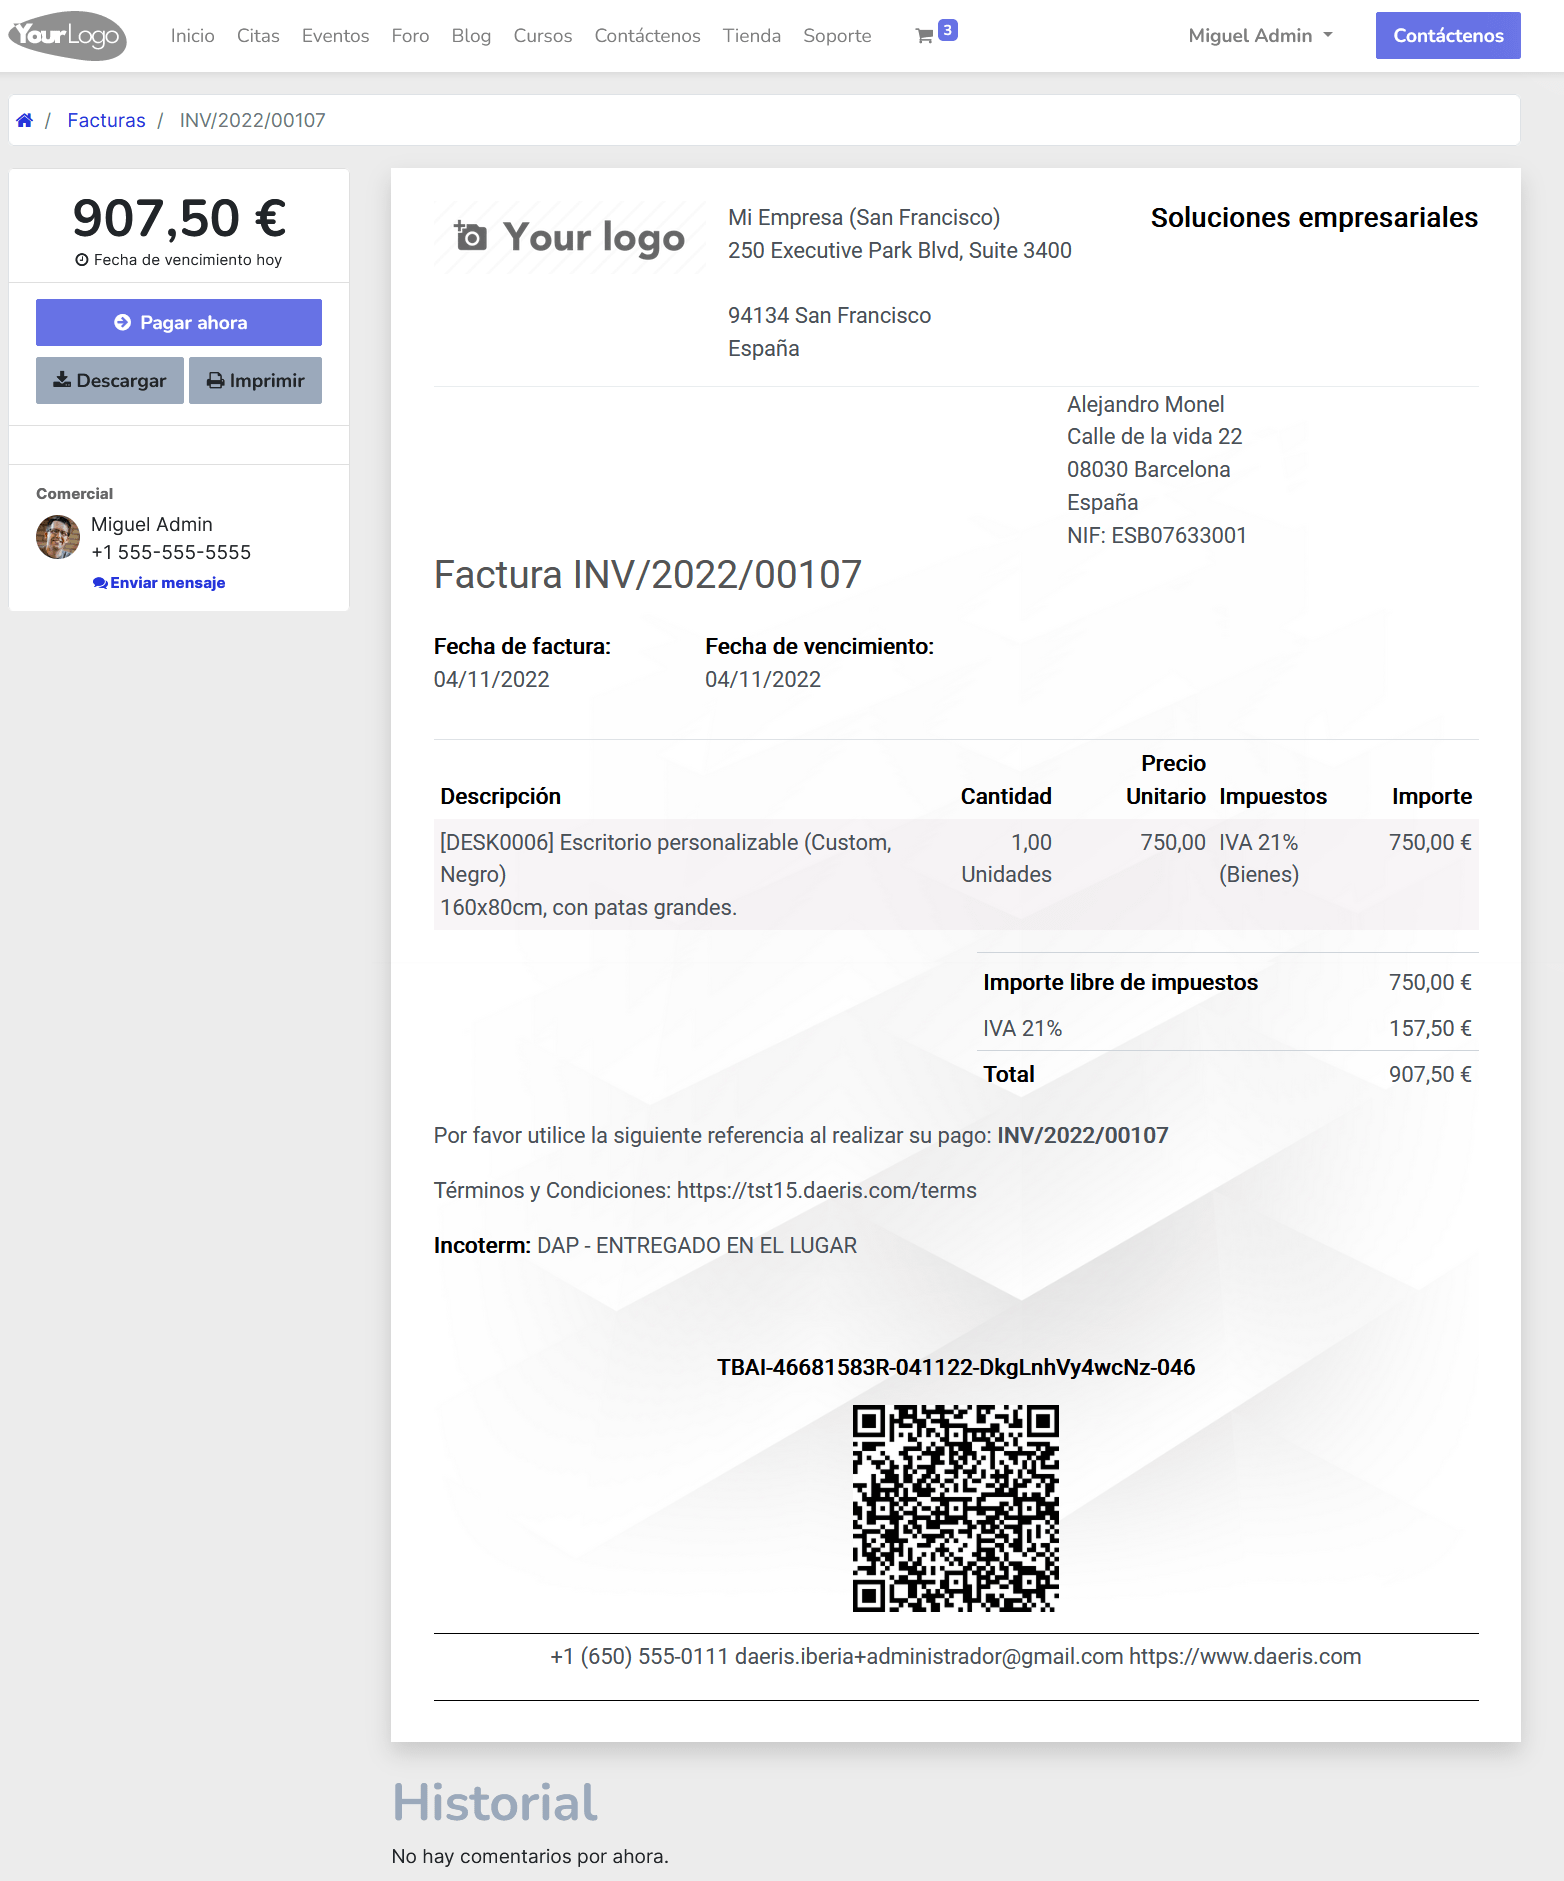 YourLogo
Inicio Citas Eventos Foro Blog Cursos Contáctenos Tienda Soporte 3 Miguel Admin Contáctenos
/ Facturas / INV/2022/00107
907,50 €
Fecha de vencimiento hoy
Pagar ahora
Descargar Imprimir
Comercial
Miguel Admin
+1 555-555-5555
Enviar mensaje
Your logo
Mi Empresa (San Francisco)
250 Executive Park Blvd, Suite 3400
94134 San Francisco
España
Soluciones empresariales
Alejandro Monel
Calle de la vida 22
08030 Barcelona
España
NIF: ESB07633001
Factura INV/2022/00107
Fecha de factura: Fecha de vencimiento:
04/11/2022 04/11/2022
Precio
Descripción Cantidad Unitario Impuestos Importe
[DESK0006] Escritorio personalizable (Custom, 1,00 750,00 IVA 21% 750,00 €
Negro) Unidades (Bienes)
160x80cm, con patas grandes.
Importe libre de impuestos 750,00 €
IVA 21% 157,50 €
Total 907,50 €
Por favor utilice la siguiente referencia al realizar su pago: INV/2022/00107
Términos y Condiciones: https://tst15.daeris.com/terms
Incoterm: DAP - ENTREGADO EN EL LUGAR
TBAI-46681583R-041122-DkgLnhVy4wcNz-046
+1 (650) 555-0111 daeris.iberia+administrador@gmail.com https://www.daeris.com
Historial
No hay comentarios por ahora.